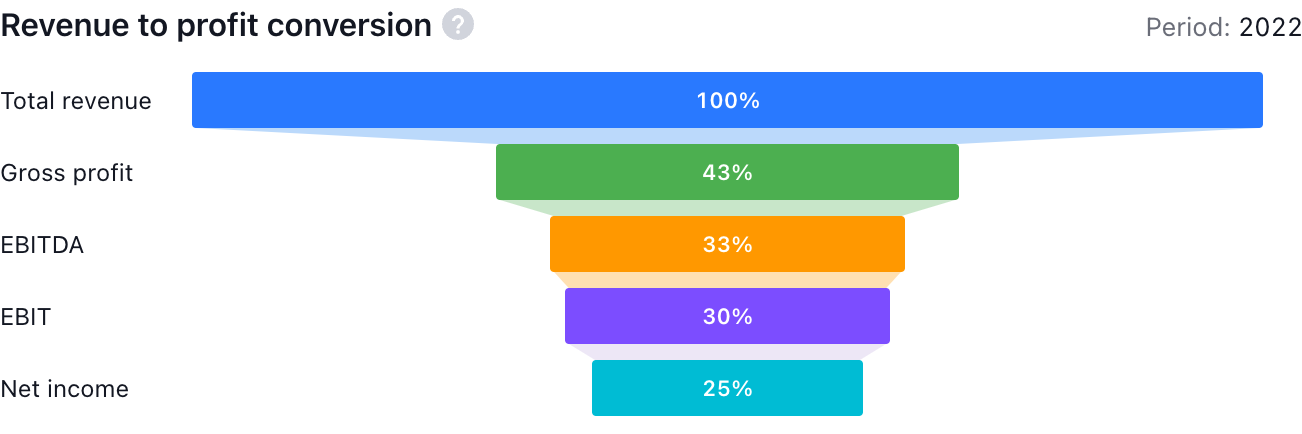 Revenue to profit conversion ? Period: 2022
Total revenue 100%
Gross profit 43%
EBITDA 33%
EBIT 30%
Net income 25%